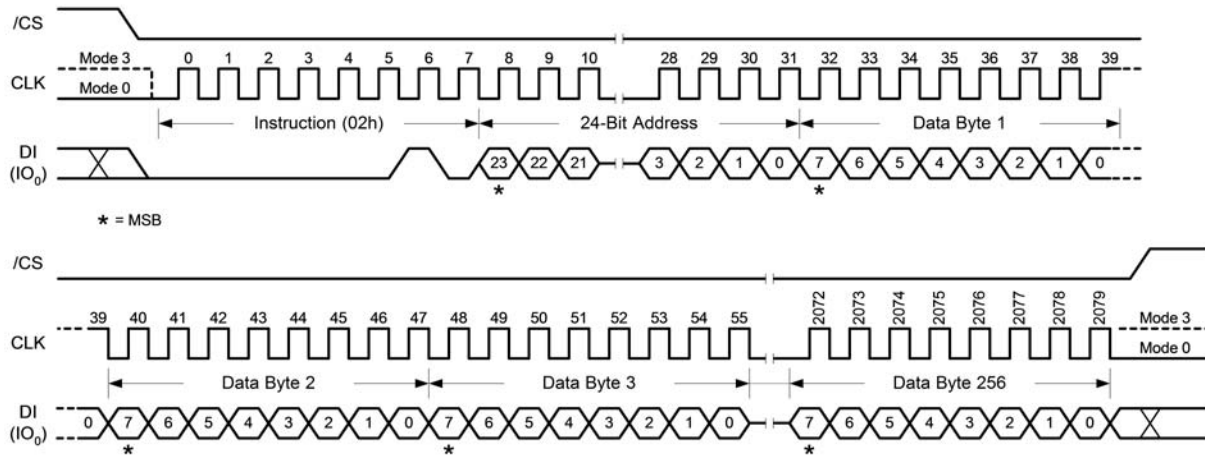 /CS
Mode 3 0 1 2 3 4 5 6 7 8 9 10 28 29 30 31 32 33 34 35 36 37 38 39
CLK
Mode 0
Instruction (02h) 24-Bit Address Data Byte 1
DI
(IO₀)
23 22 21 3 2 1 0 7 6 5 4 3 2 1 0
* *
* = MSB
/CS
39 40 41 42 43 44 45 46 47 48 49 50 51 52 53 54 55 2072 2073 2074 2075 2076 2077 2078 2079 Mode 3
CLK
Mode 0
Data Byte 2 Data Byte 3 Data Byte 256
DI
(IO₀)
0 7 6 5 4 3 2 1 0 7 6 5 4 3 2 1 0 7 6 5 4 3 2 1 0
* * *